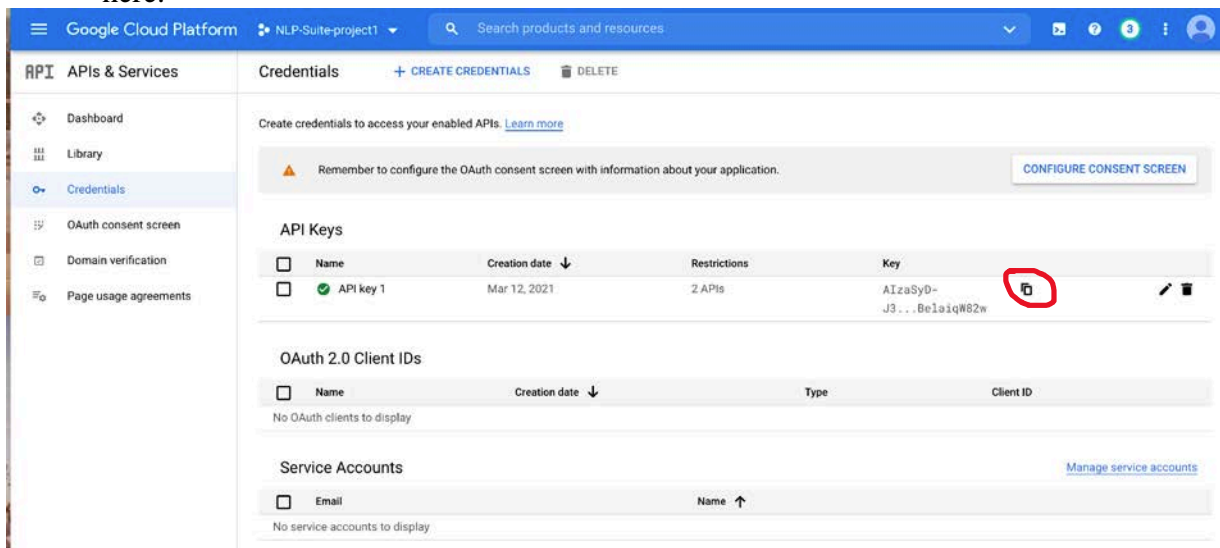 here.
Google Cloud Platform NLP-Suite-project1 Search products and resources 3
API APIs & Services Credentials + CREATE CREDENTIALS DELETE
Dashboard
Create credentials to access your enabled APIs. Learn more
Library
Remember to configure the OAuth consent screen with information about your application. CONFIGURE CONSENT SCREEN
Credentials
OAuth consent screen
API Keys
Domain verification
Name Creation date Restrictions Key
Page usage agreements
API key 1 Mar 12, 2021 2 APIs AIzaSyD-
J3...BelaiqW82w
OAuth 2.0 Client IDs
Name Creation date Type Client ID
No OAuth clients to display
Service Accounts Manage service accounts
Email Name
No service accounts to display